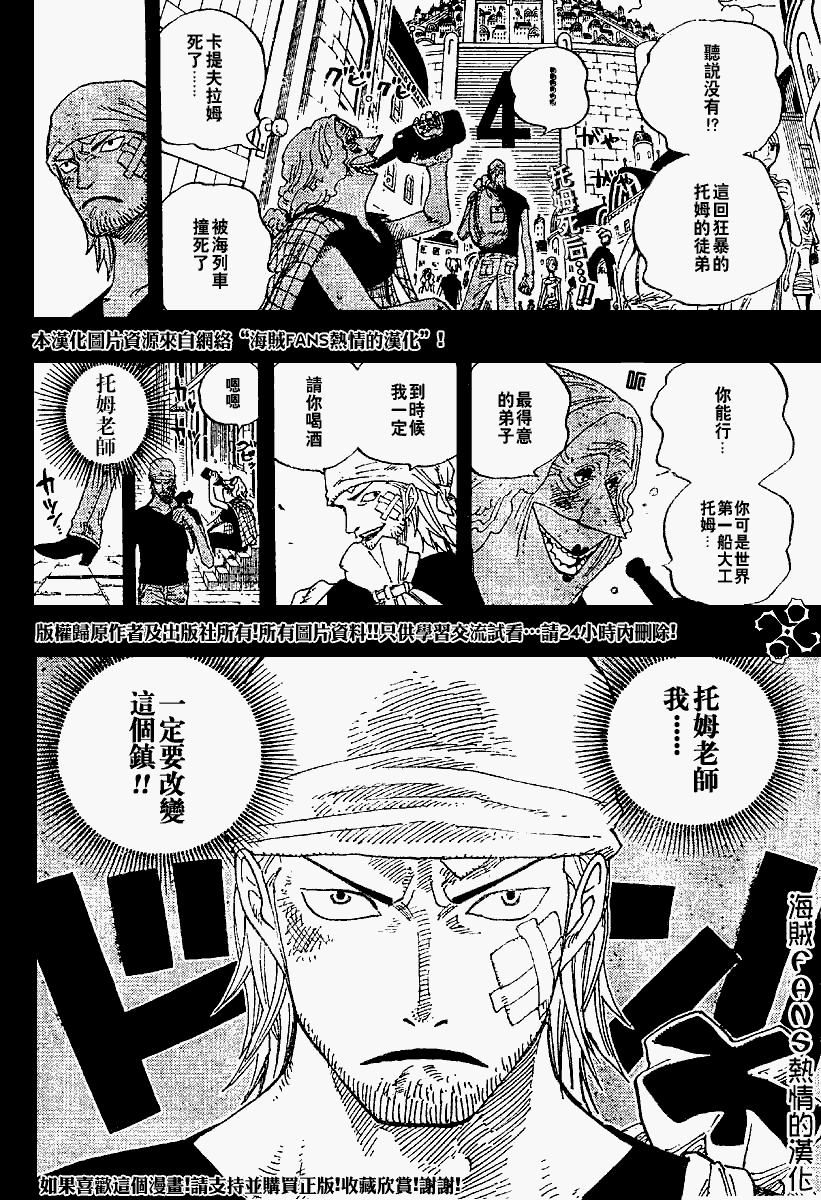 聽說沒有!?
這回狂暴的
托姆的徒弟
托姆死后…!!
4
ガヤ
グビ
グビ
卡提夫拉姆
死了……
被海列車
撞死了
本漢化圖片資源來自網絡“海賊FANS熱情的漢化”!
你能行…
你可是世界
第一船大工
托姆…
呃
最得意
的弟子
到時候
我一定
請你喝酒
嗯嗯
托姆老師
版權歸原作者及出版社所有!所有圖片資料!!只供學習交流試看…請24小時內刪除!
托姆老師
我……
一定要改變
這個鎮!!
ドン
海賊FANS熱情的漢化
如果喜歡這個漫畫!請支持並購買正版!收藏欣賞!謝謝!